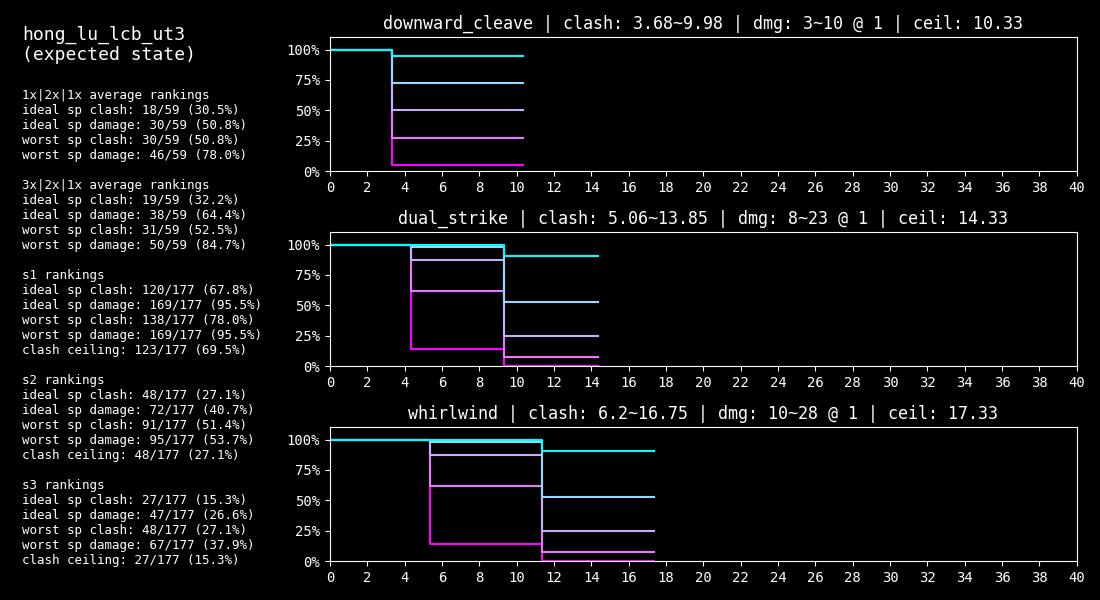 hong_lu_lcb_ut3
(expected state)
1x|2x|1x average rankings
ideal sp clash: 18/59 (30.5%)
ideal sp damage: 30/59 (50.8%)
worst sp clash: 30/59 (50.8%)
worst sp damage: 46/59 (78.0%)
3x|2x|1x average rankings
ideal sp clash: 19/59 (32.2%)
ideal sp damage: 38/59 (64.4%)
worst sp clash: 31/59 (52.5%)
worst sp damage: 50/59 (84.7%)
s1 rankings
ideal sp clash: 120/177 (67.8%)
ideal sp damage: 169/177 (95.5%)
worst sp clash: 138/177 (78.0%)
worst sp damage: 169/177 (95.5%)
clash ceiling: 123/177 (69.5%)
s2 rankings
ideal sp clash: 48/177 (27.1%)
ideal sp damage: 72/177 (40.7%)
worst sp clash: 91/177 (51.4%)
worst sp damage: 95/177 (53.7%)
clash ceiling: 48/177 (27.1%)
s3 rankings
ideal sp clash: 27/177 (15.3%)
ideal sp damage: 47/177 (26.6%)
worst sp clash: 48/177 (27.1%)
worst sp damage: 67/177 (37.9%)
clash ceiling: 27/177 (15.3%)
downward_cleave | clash: 3.68~9.98 | dmg: 3~10 @ 1 | ceil: 10.33
100%
75%
50%
25%
0%
0 2 4 6 8 10 12 14 16 18 20 22 24 26 28 30 32 34 36 38 40
dual_strike | clash: 5.06~13.85 | dmg: 8~23 @ 1 | ceil: 14.33
100%
75%
50%
25%
0%
0 2 4 6 8 10 12 14 16 18 20 22 24 26 28 30 32 34 36 38 40
whirlwind | clash: 6.2~16.75 | dmg: 10~28 @ 1 | ceil: 17.33
100%
75%
50%
25%
0%
0 2 4 6 8 10 12 14 16 18 20 22 24 26 28 30 32 34 36 38 40